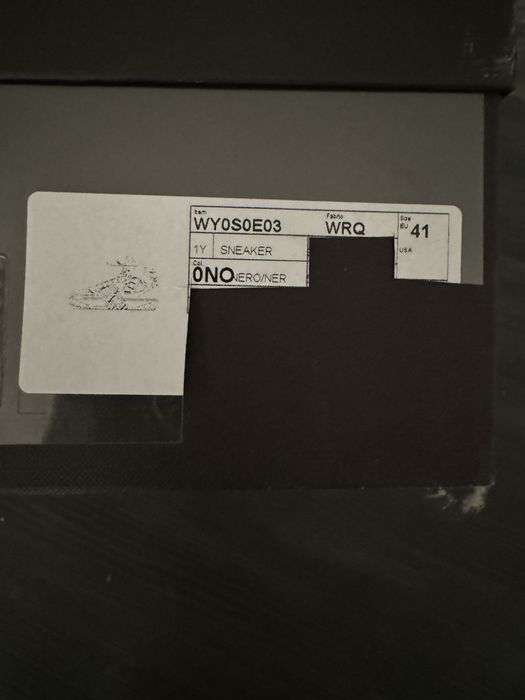 Item Fabric Size
WY0S0E03 WRQ EU 41
1Y SNEAKER USA
Col.
0NO NERO/NER